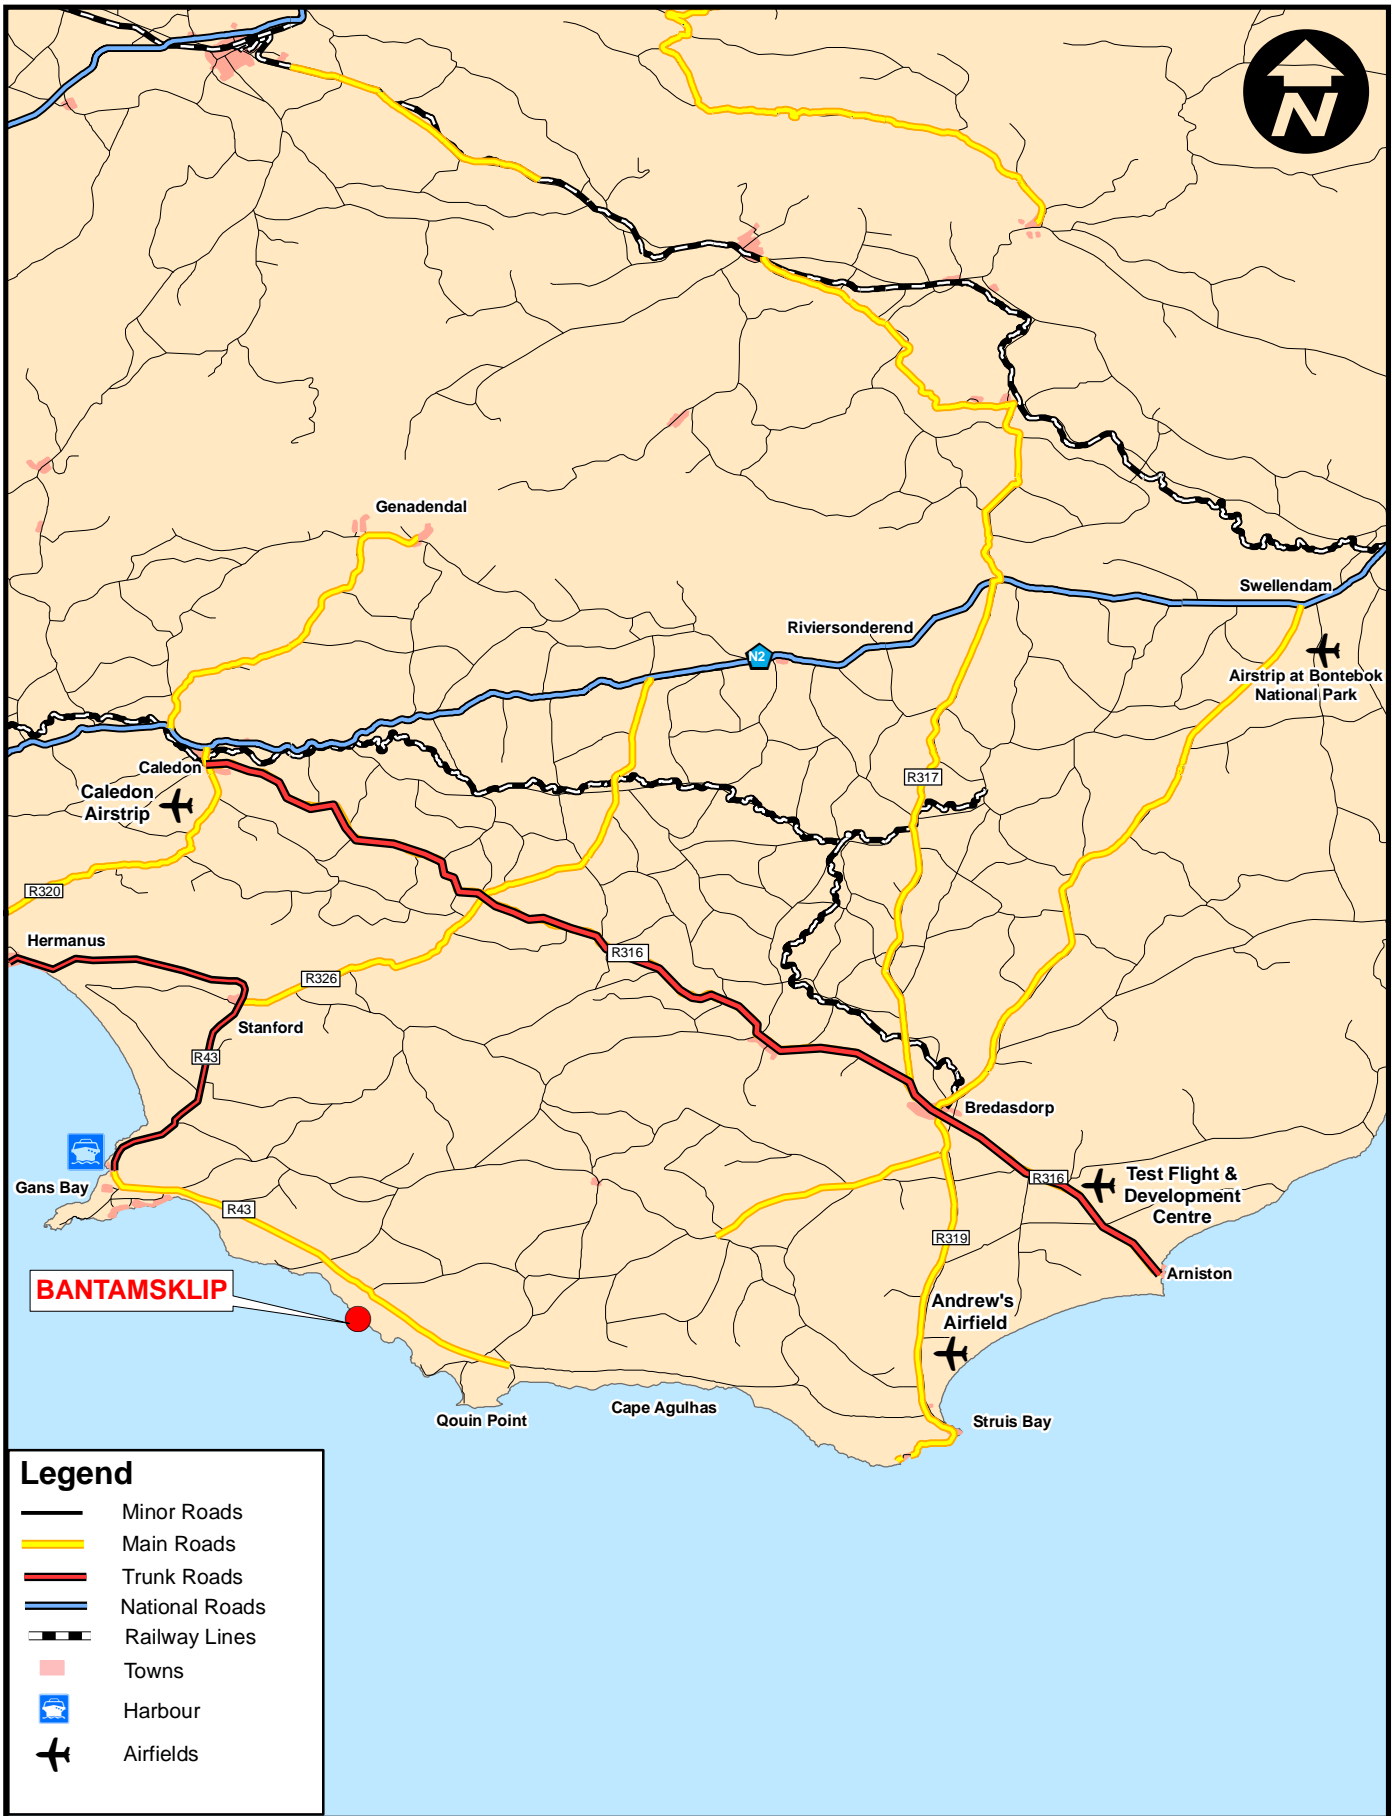 N
Genadendal
Swellendam
Riviersonderend
N2
Airstrip at Bontebok
National Park
Caledon
R317
Caledon
Airstrip
R320
Hermanus
R316
R326
Stanford
R43
Bredasdorp
Gans Bay
R316
Test Flight &
Development
Centre
R43
R319
Arniston
BANTAMSKLIP
Andrew's
Airfield
Qouin Point
Cape Agulhas
Struis Bay
Legend
Minor Roads
Main Roads
Trunk Roads
National Roads
Railway Lines
Towns
Harbour
Airfields